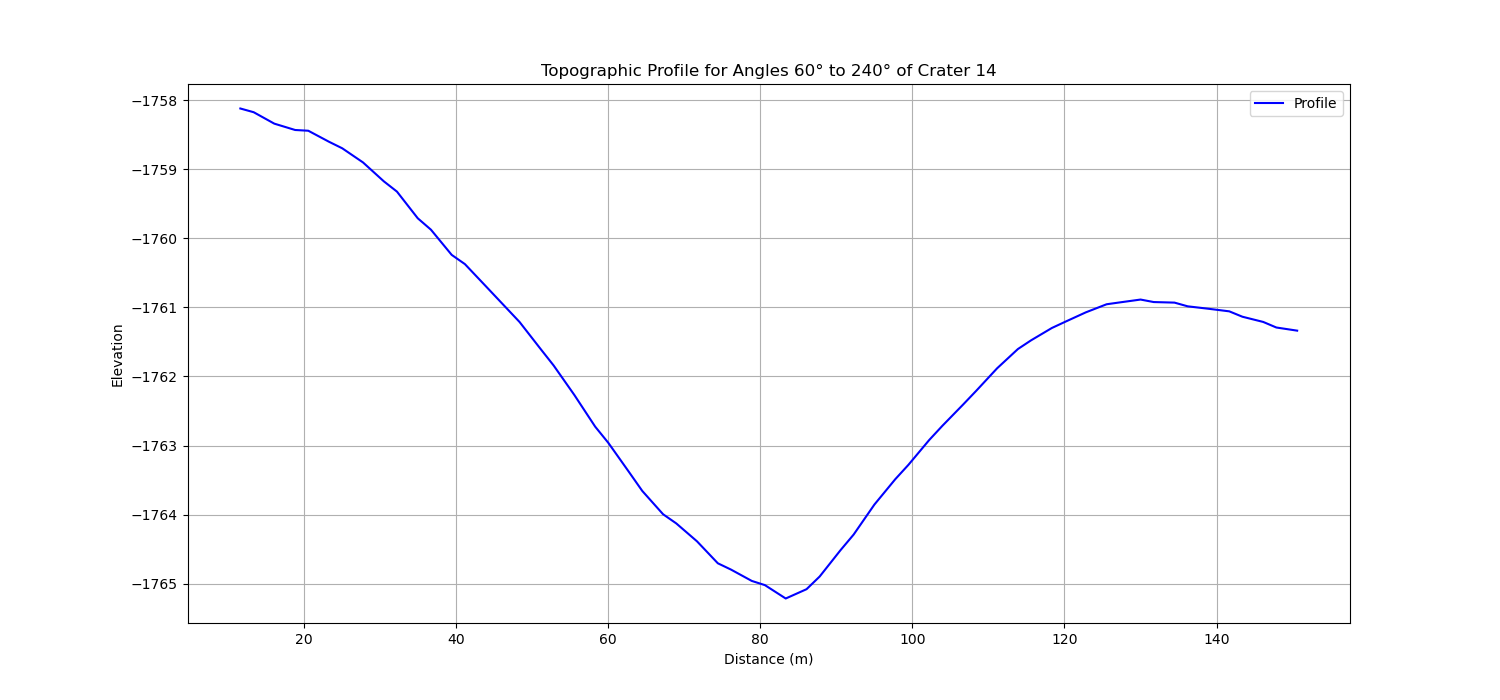 Topographic Profile for Angles 60° to 240° of Crater 14
Profile
Elevation
−1758
−1759
−1760
−1761
−1762
−1763
−1764
−1765
20 40 60 80 100 120 140
Distance (m)